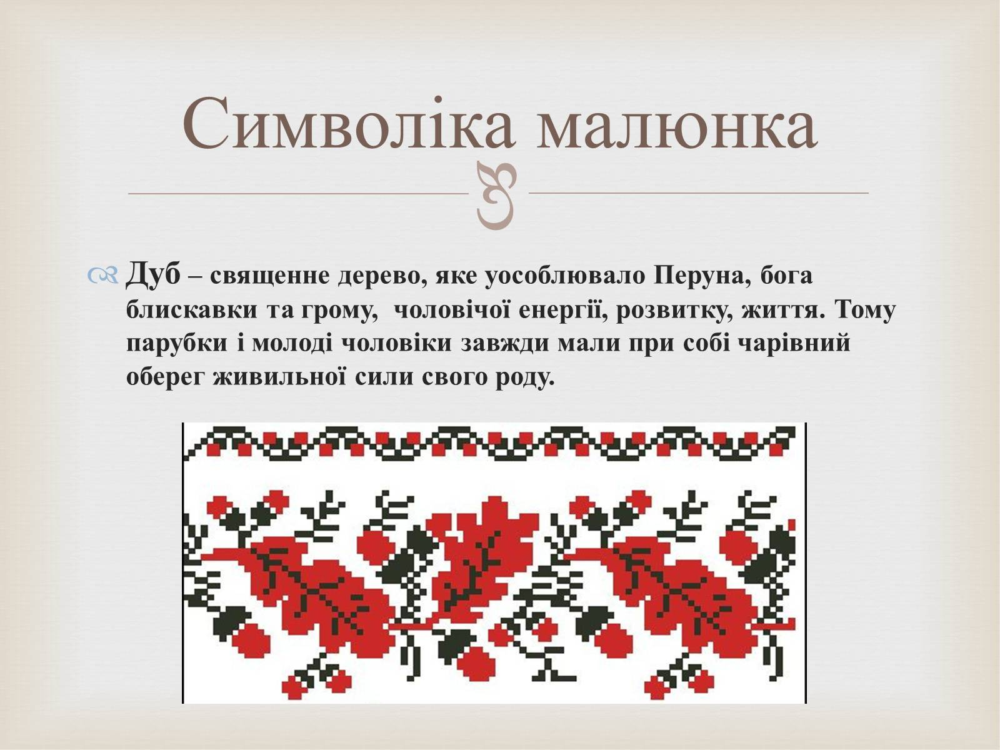 Символіка малюнка
Дуб – священне дерево, яке уособлювало Перуна, бога
блискавки та грому,  чоловічої енергії, розвитку, життя. Тому
парубки і молоді чоловіки завжди мали при собі чарівний
оберег живильної сили свого роду.